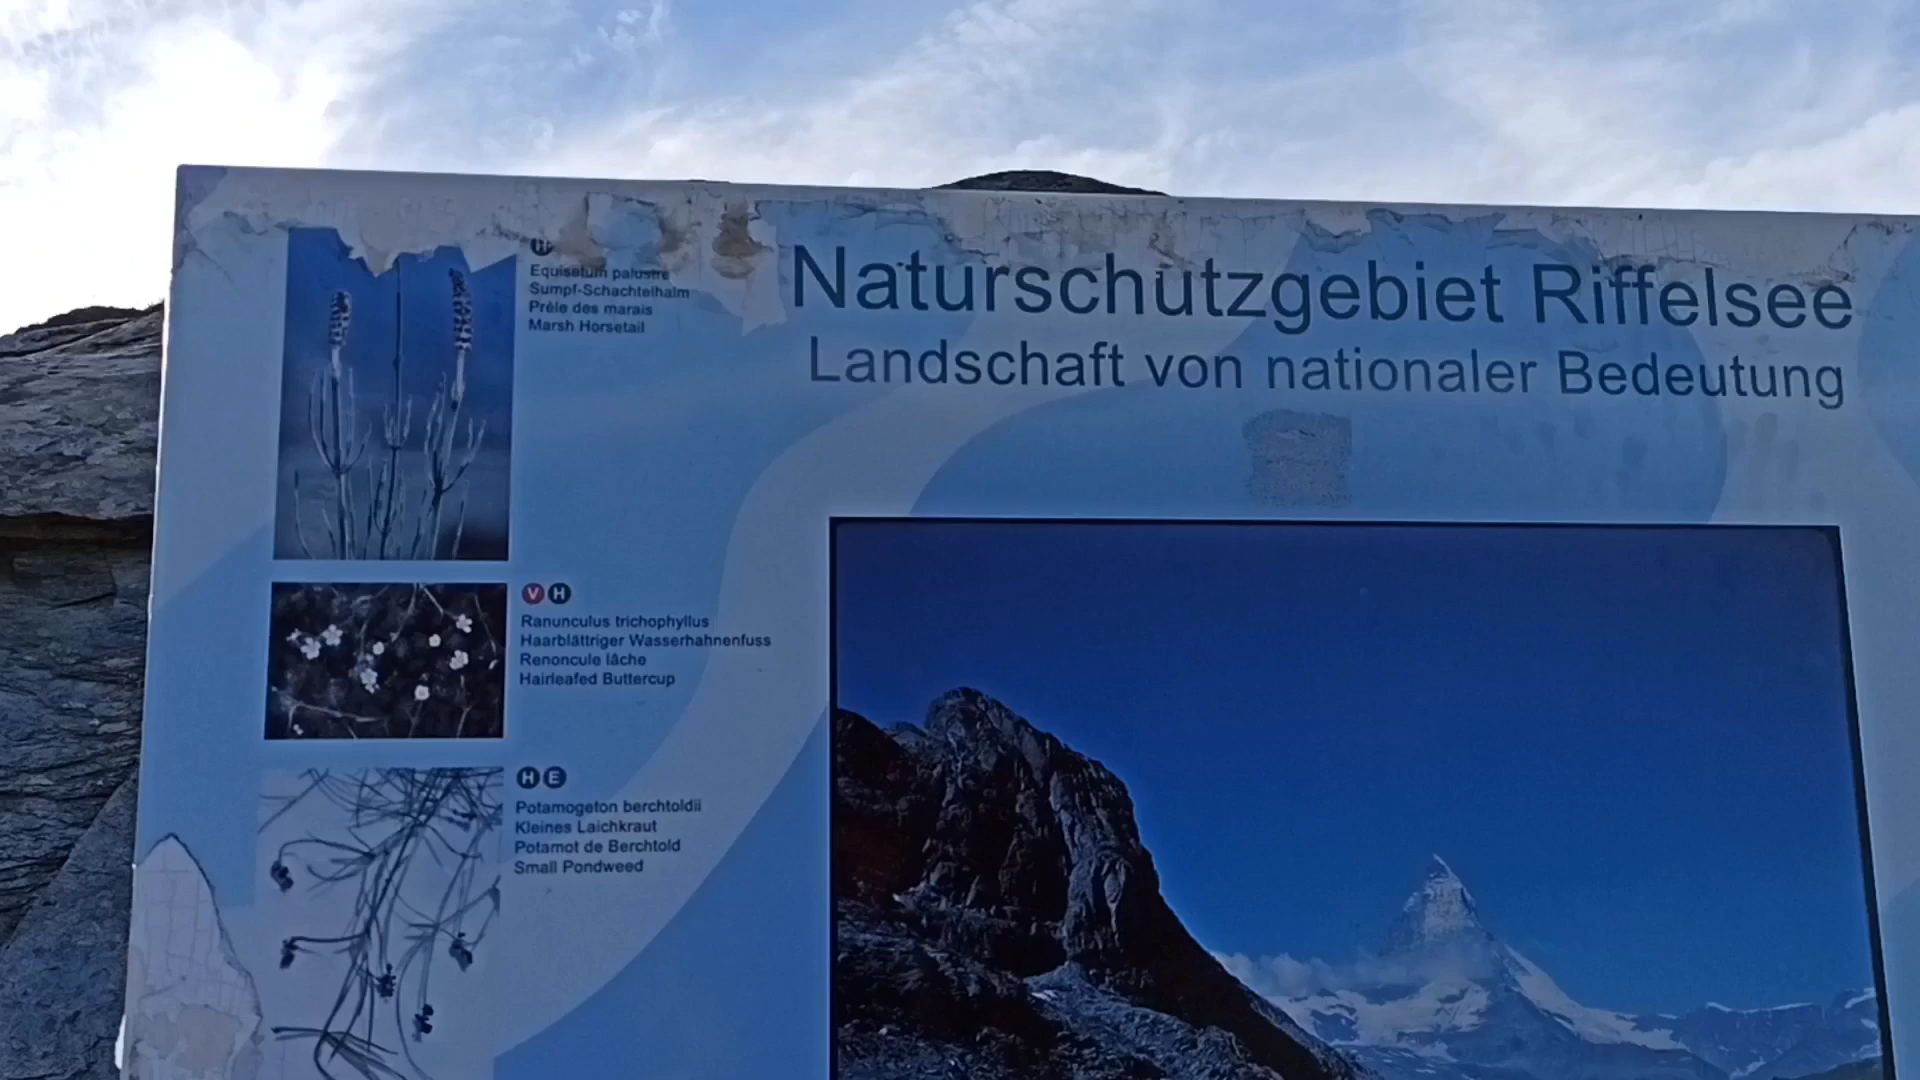 Naturschutzgebiet Riffelsee
Landschaft von nationaler Bedeutung
H
Equisetum palustre
Sumpf-Schachtelhalm
Prêle des marais
Marsh Horsetail
V H
Ranunculus trichophyllus
Haarblättriger Wasserhahnenfuss
Renoncule lâche
Hairleafed Buttercup
H E
Potamogeton berchtoldii
Kleines Laichkraut
Potamot de Berchtold
Small Pondweed